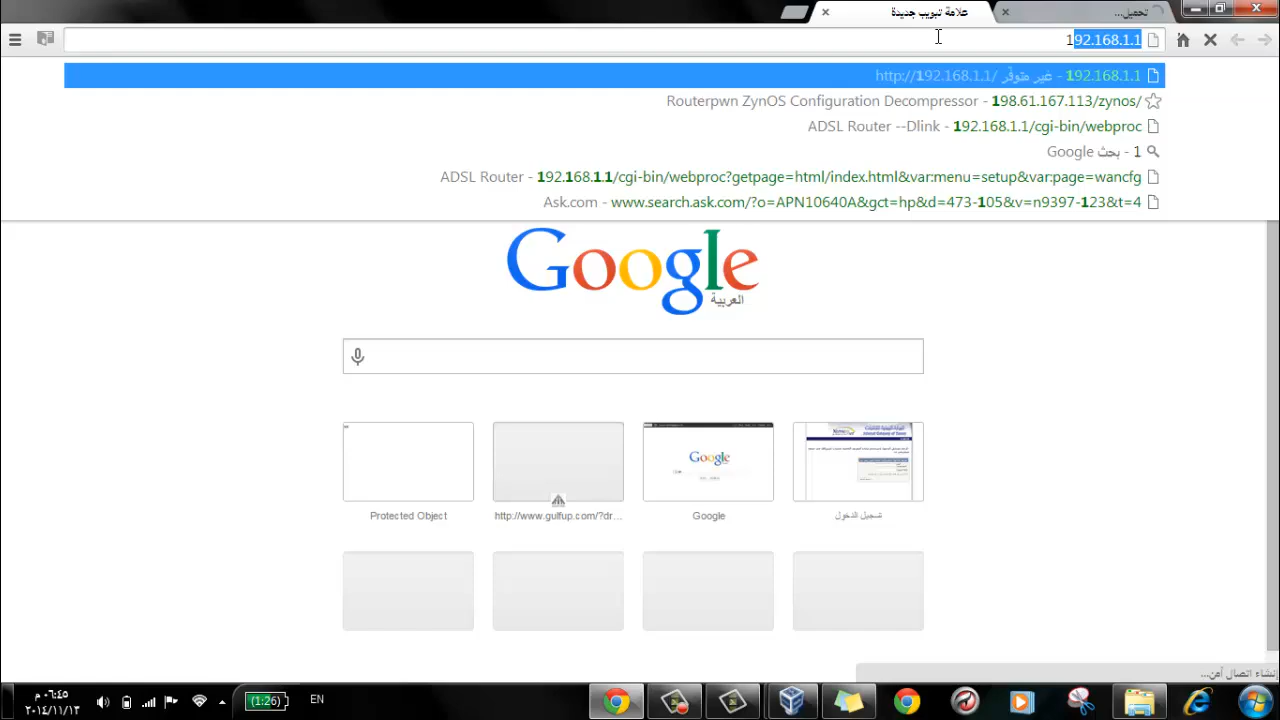 تحميل...
علامة تبويب جديدة
192.168.1.1
192.168.1.1 - غير متوفّر http://192.168.1.1/
Routerpwn ZynOS Configuration Decompressor - 198.61.167.113/zynos/
ADSL Router --Dlink - 192.168.1.1/cgi-bin/webproc
1 - بحث Google
ADSL Router - 192.168.1.1/cgi-bin/webproc?getpage=html/index.html&var:menu=setup&var:page=wancfg
Ask.com - www.search.ask.com/?o=APN10640A&gct=hp&d=473-105&v=n9397-123&t=4
Google
العربية
Google
Protected Object
http://www.gulfup.com/?dr...
Google
تسجيل الدخول
إنشاء اتصال آمن...
٠٦:٤٥ م
٢٠١٤/١١/١٣
(1:26)
EN